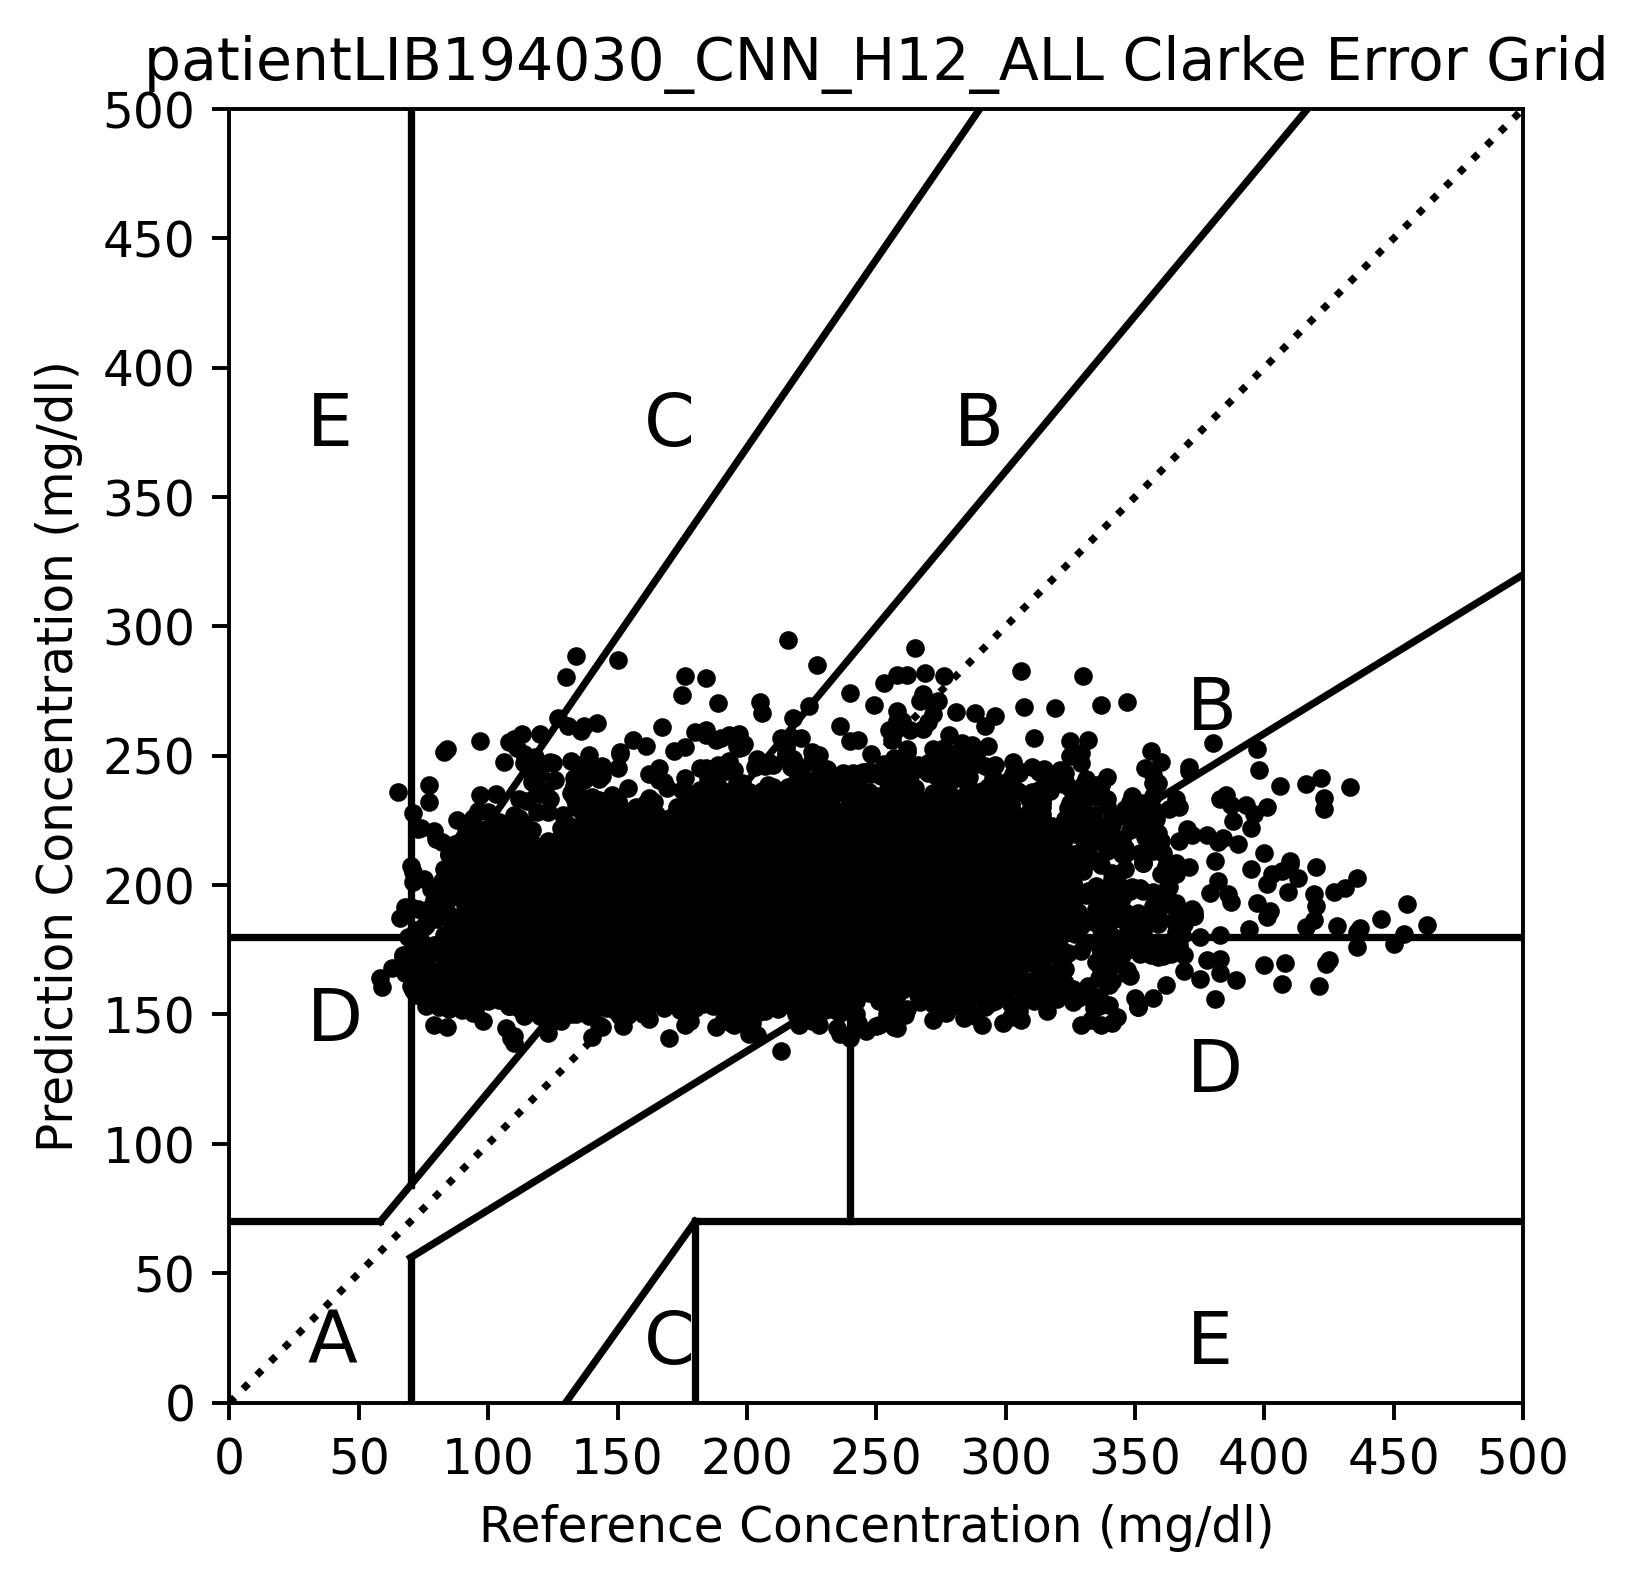 patientLIB194030_CNN_H12_ALL Clarke Error Grid
500
450
400
350
300
250
200
150
100
50
0
Prediction Concentration (mg/dl)
E
C
B
B
D
D
A
C
E
0 50 100 150 200 250 300 350 400 450 500
Reference Concentration (mg/dl)